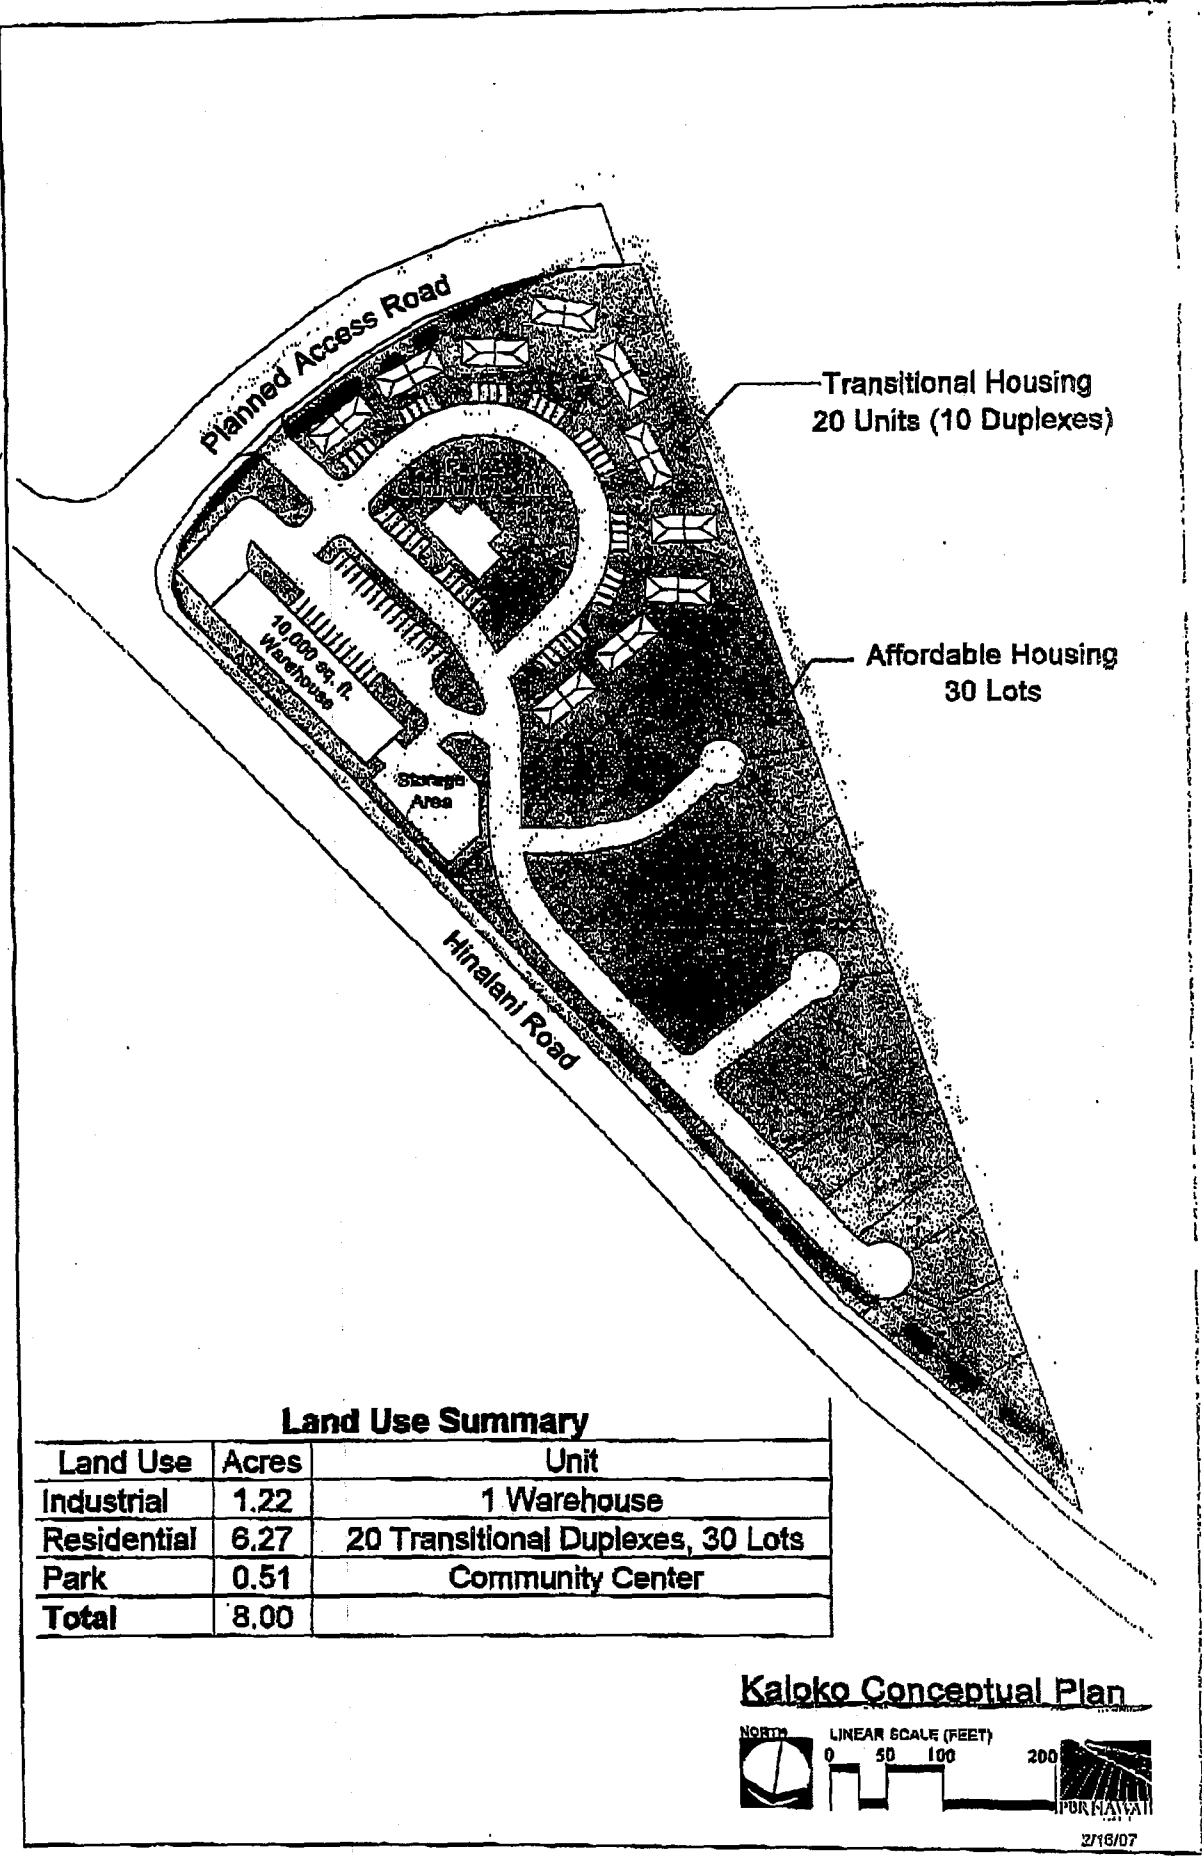 Planned Access Road
Transitional Housing
20 Units (10 Duplexes)
Affordable Housing
30 Lots
10,000 sq. ft.
Warehouse
Storage
Area
Hinalani Road
Land Use Summary
Land Use Acres Unit
Industrial 1.22 1 Warehouse
Residential 6.27 20 Transitional Duplexes, 30 Lots
Park 0.51 Community Center
Total 8.00
Kaloko Conceptual Plan
NORTH
LINEAR SCALE (FEET)
0 50 100 200
PBR HAWAII
2/16/07